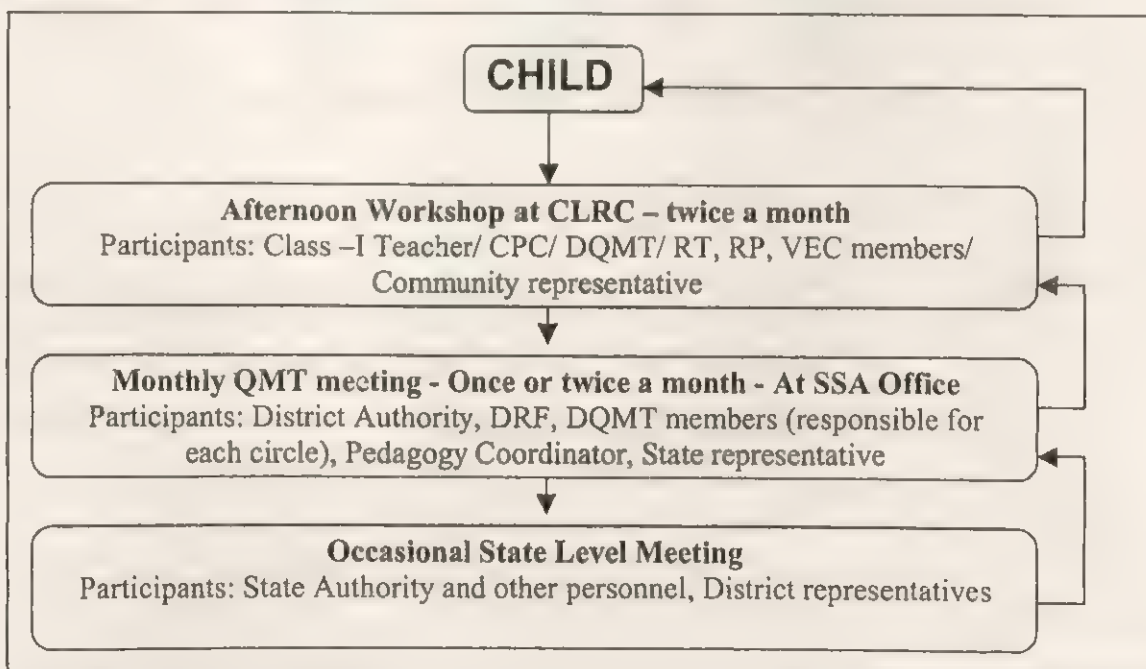 CHILD
Afternoon Workshop at CLRC – twice a month
Participants: Class –I Teacher/ CPC/ DQMT/ RT, RP, VEC members/
Community representative
Monthly QMT meeting - Once or twice a month - At SSA Office
Participants: District Authority, DRF, DQMT members (responsible for
each circle), Pedagogy Coordinator, State representative
Occasional State Level Meeting
Participants: State Authority and other personnel, District representatives